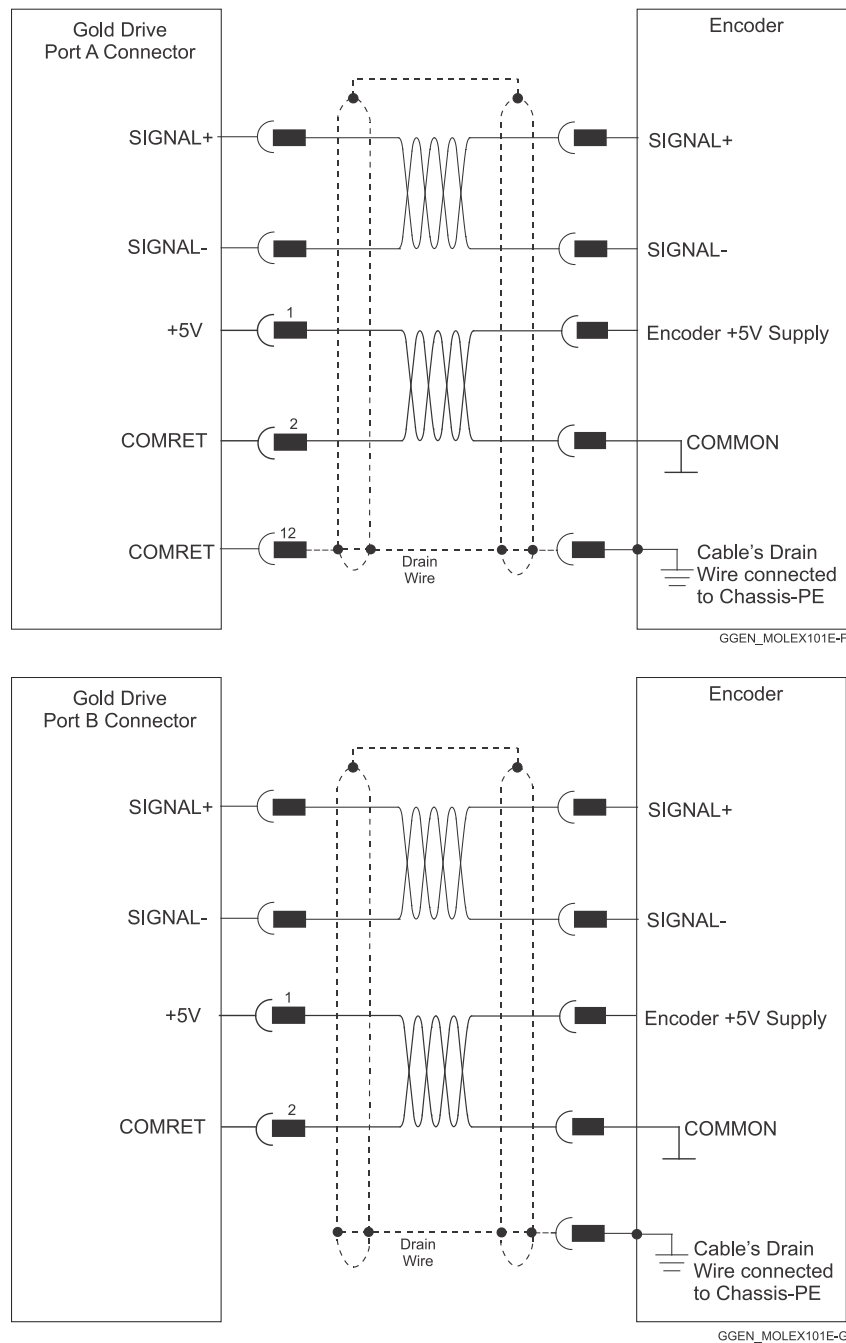 Gold Drive
Port A Connector
Encoder
SIGNAL+
SIGNAL+
SIGNAL-
SIGNAL-
+5V
1
Encoder +5V Supply
COMRET
2
COMMON
COMRET
12
Drain
Wire
Cable's Drain
Wire connected
to Chassis-PE
GGEN_MOLEX101E-F
Gold Drive
Port B Connector
Encoder
SIGNAL+
SIGNAL+
SIGNAL-
SIGNAL-
+5V
1
Encoder +5V Supply
COMRET
2
COMMON
Drain
Wire
Cable's Drain
Wire connected
to Chassis-PE
GGEN_MOLEX101E-G